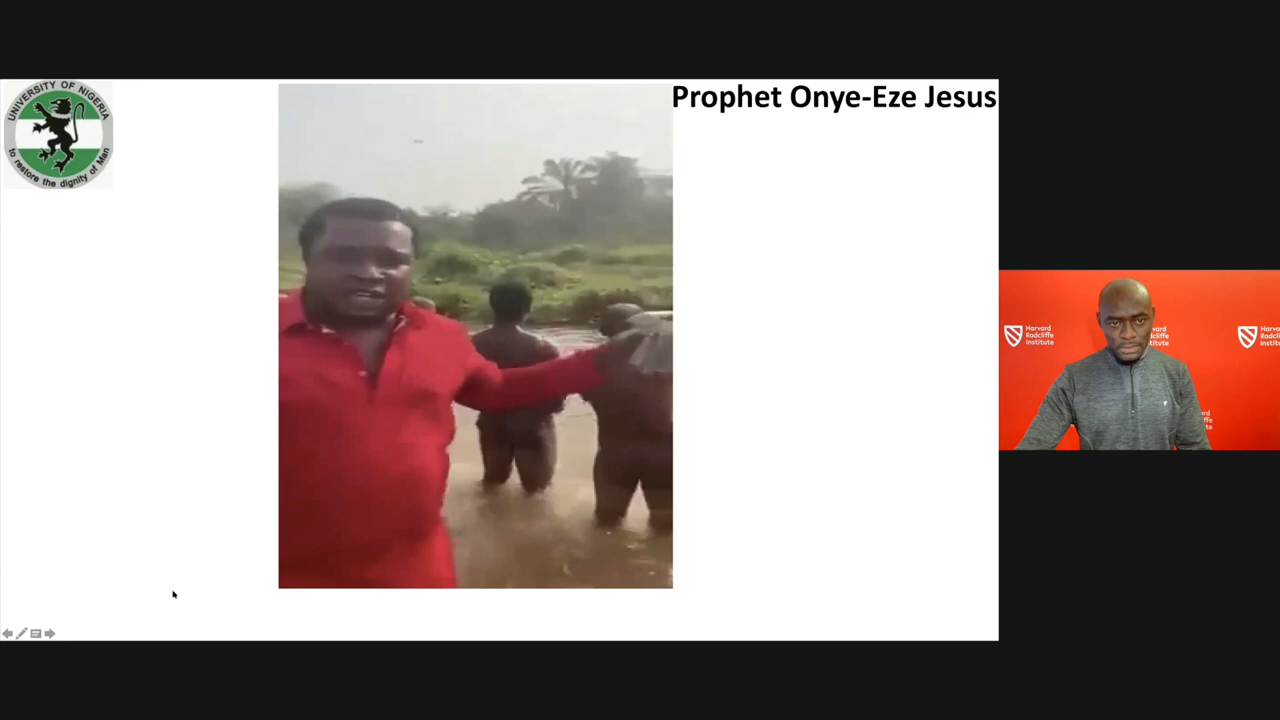 UNIVERSITY OF NIGERIA
to restore the dignity of Man
Prophet Onye-Eze Jesus
Harvard
Radcliffe
Institute
Harvard
Radcliffe
Institute